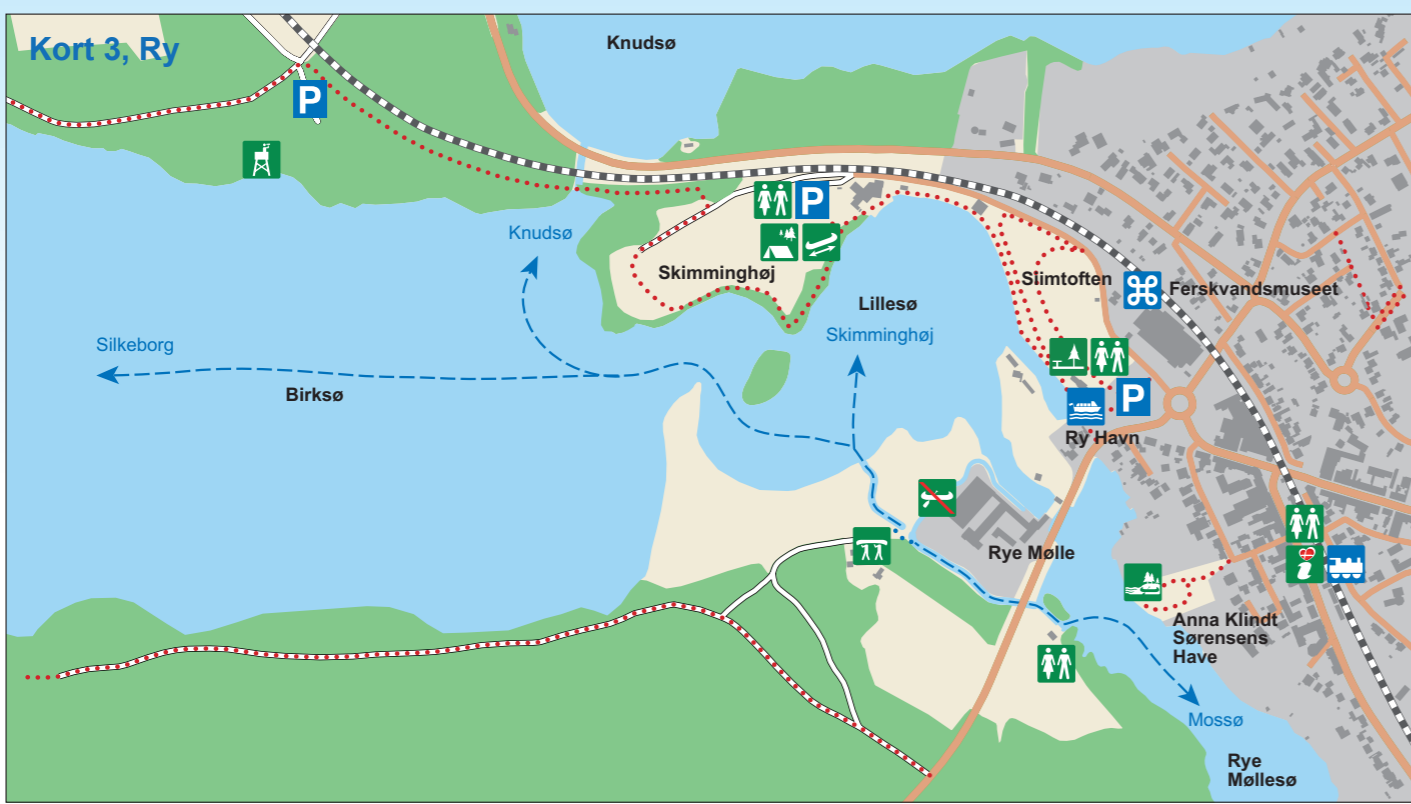 Kort 3, Ry
Knudsø
P
Knudsø
P
Skimminghøj
Siimtoften
Ferskvandsmuseet
Lillesø
Skimminghøj
Silkeborg
Birksø
P
Ry Havn
Rye Mølle
i
Anna Klindt
Sørensens
Have
Mossø
Rye
Møllesø